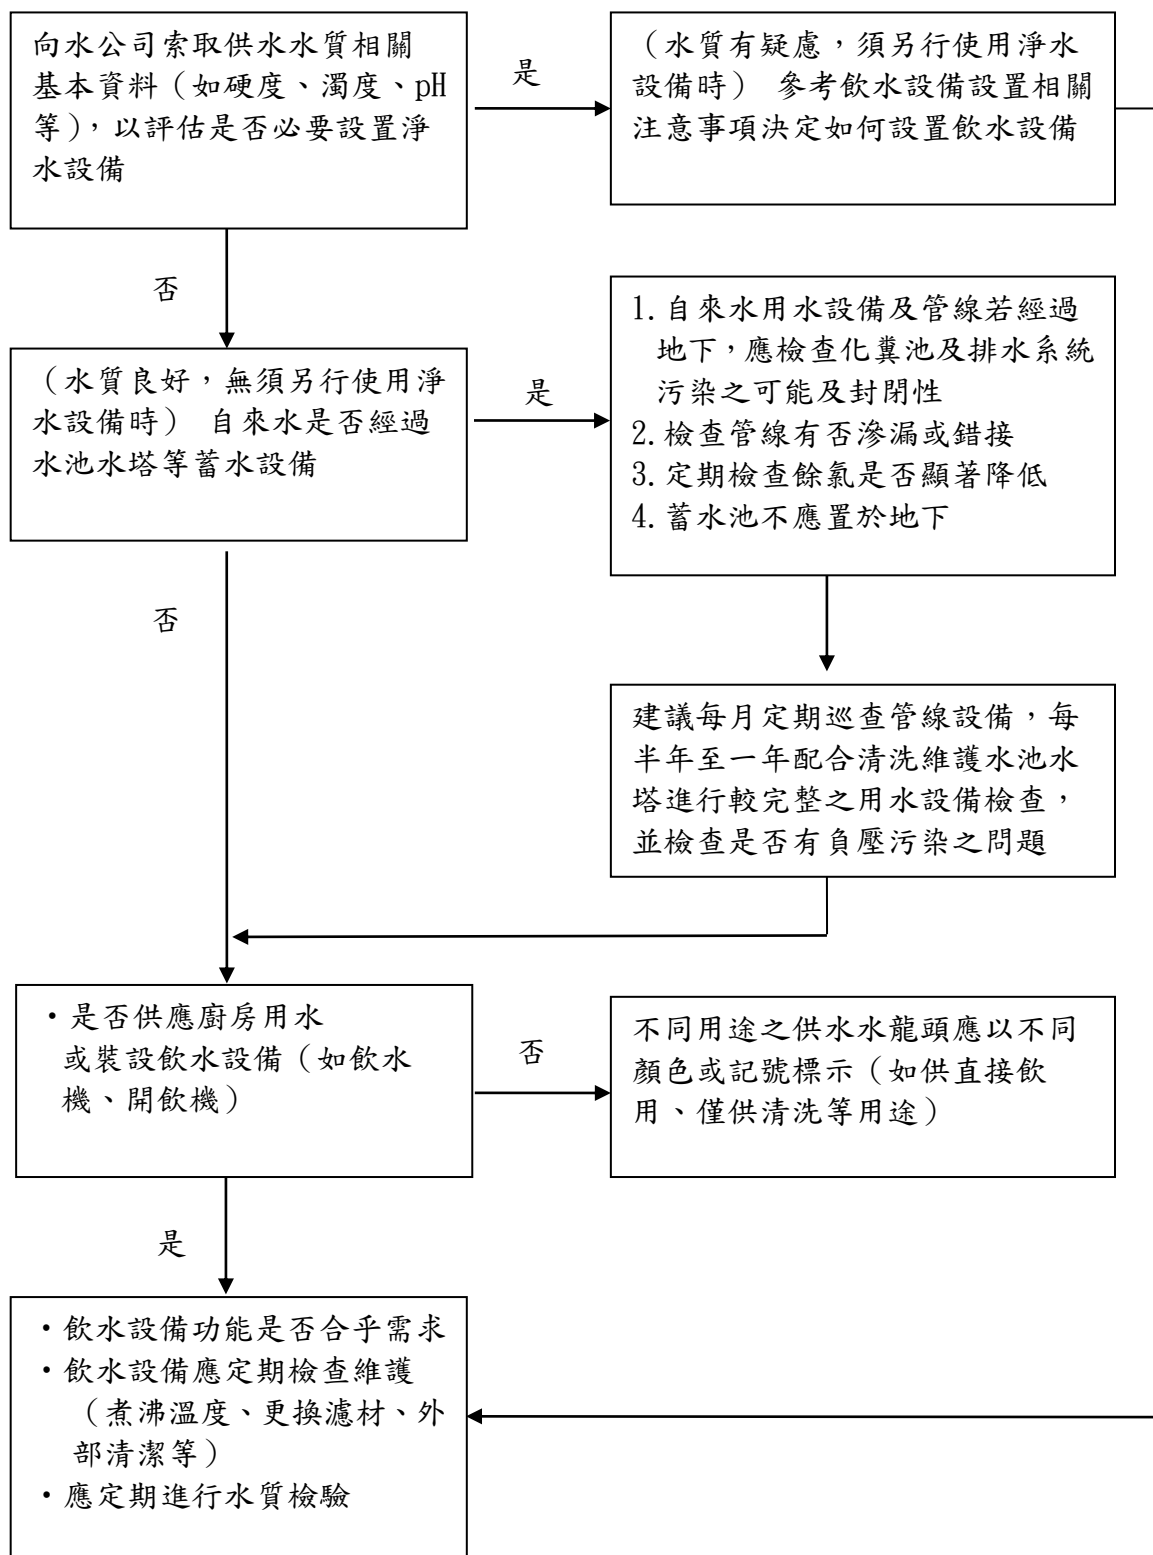 向水公司索取供水水質相關
基本資料（如硬度、濁度、pH
等），以評估是否必要設置淨
水設備
是
（水質有疑慮，須另行使用淨水
設備時） 參考飲水設備設置相關
注意事項決定如何設置飲水設備
否
（水質良好，無須另行使用淨
水設備時） 自來水是否經過
水池水塔等蓄水設備
是
1.自來水用水設備及管線若經過
地下，應檢查化糞池及排水系統
污染之可能及封閉性
2.檢查管線有否滲漏或錯接
3.定期檢查餘氯是否顯著降低
4.蓄水池不應置於地下
否
建議每月定期巡查管線設備，每
半年至一年配合清洗維護水池水
塔進行較完整之用水設備檢查，
並檢查是否有負壓污染之問題
・是否供應廚房用水
或裝設飲水設備（如飲水
機、開飲機）
否
不同用途之供水水龍頭應以不同
顏色或記號標示（如供直接飲
用、僅供清洗等用途）
是
・飲水設備功能是否合乎需求
・飲水設備應定期檢查維護
（煮沸溫度、更換濾材、外
部清潔等）
・應定期進行水質檢驗